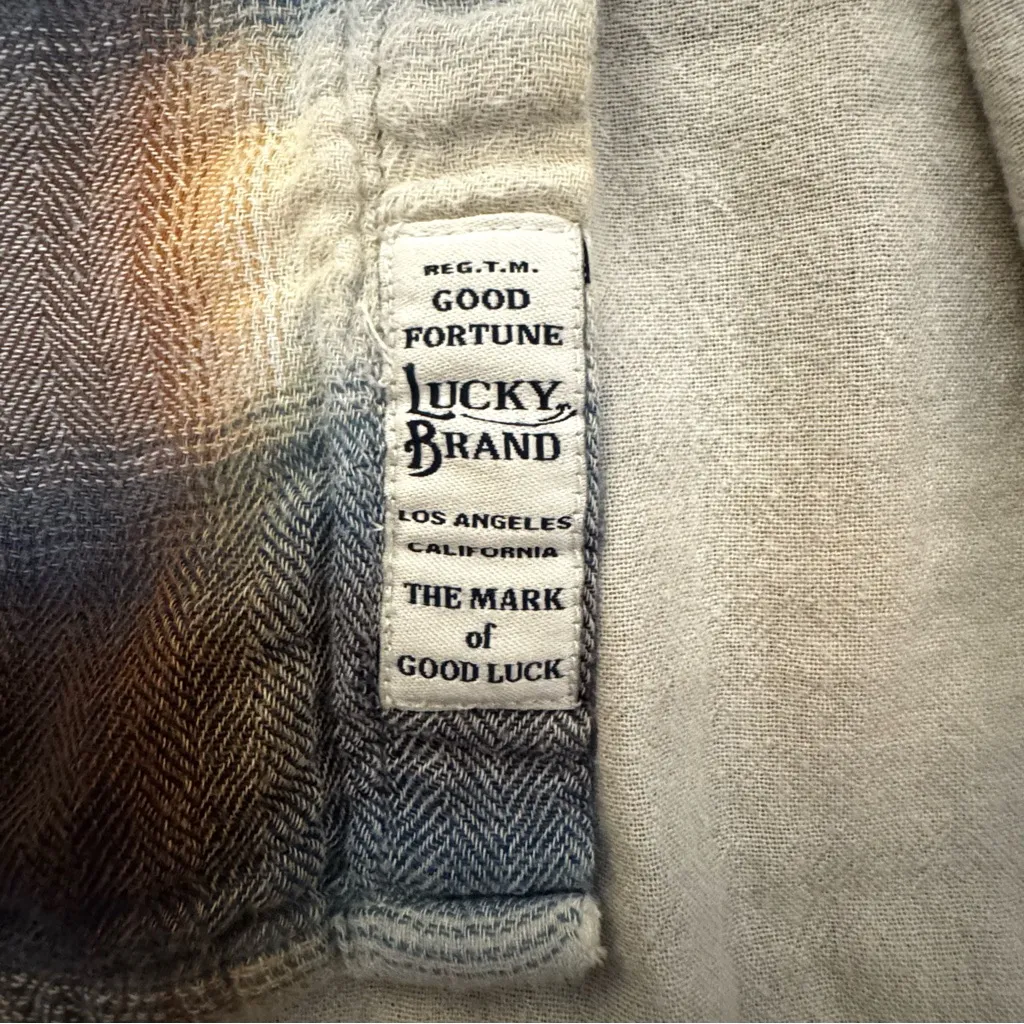 REG.T.M.
GOOD
FORTUNE
LUCKY
BRAND
LOS ANGELES
CALIFORNIA
THE MARK
of
GOOD LUCK